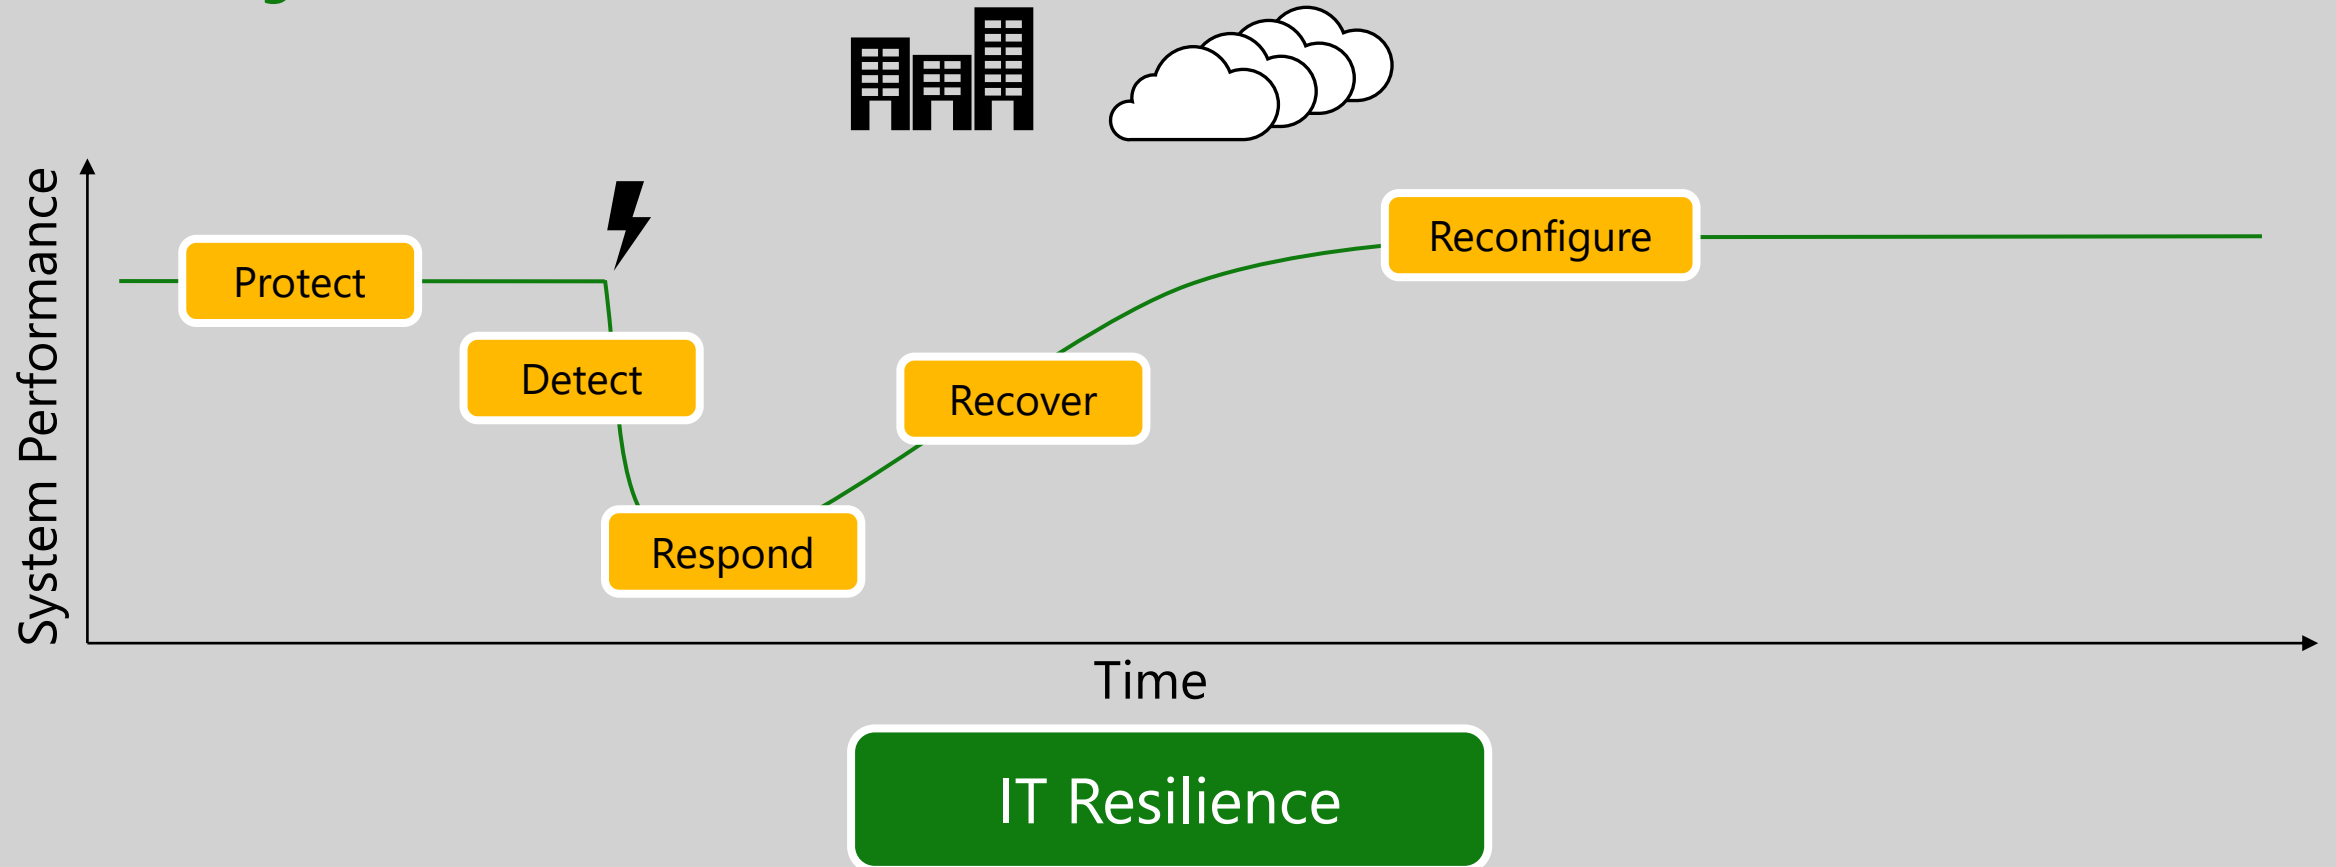 System Performance
Protect
Detect
Respond
Recover
Reconfigure
Time
IT Resilience